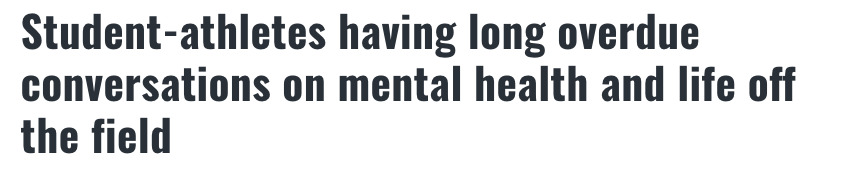 Student-athletes having long overdue
conversations on mental health and life off
the field